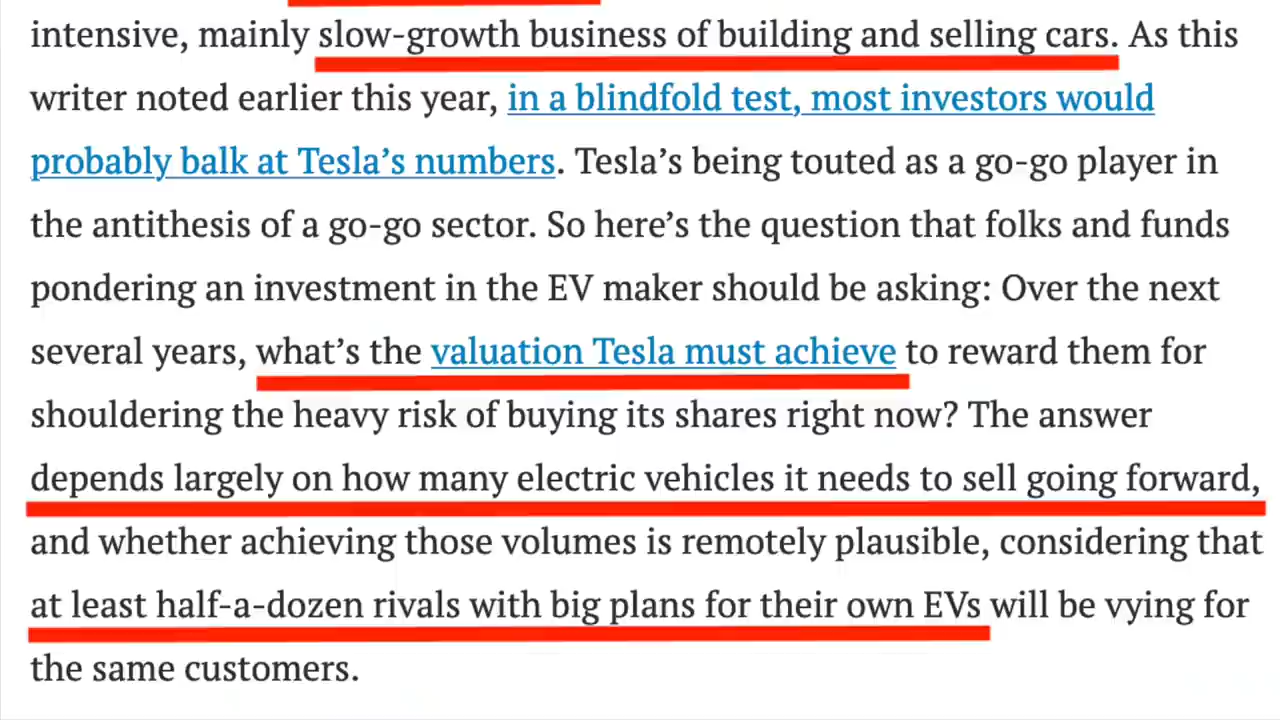 intensive, mainly slow-growth business of building and selling cars. As this
writer noted earlier this year, in a blindfold test, most investors would
probably balk at Tesla’s numbers. Tesla’s being touted as a go-go player in
the antithesis of a go-go sector. So here’s the question that folks and funds
pondering an investment in the EV maker should be asking: Over the next
several years, what’s the valuation Tesla must achieve to reward them for
shouldering the heavy risk of buying its shares right now? The answer
depends largely on how many electric vehicles it needs to sell going forward,
and whether achieving those volumes is remotely plausible, considering that
at least half-a-dozen rivals with big plans for their own EVs will be vying for
the same customers.